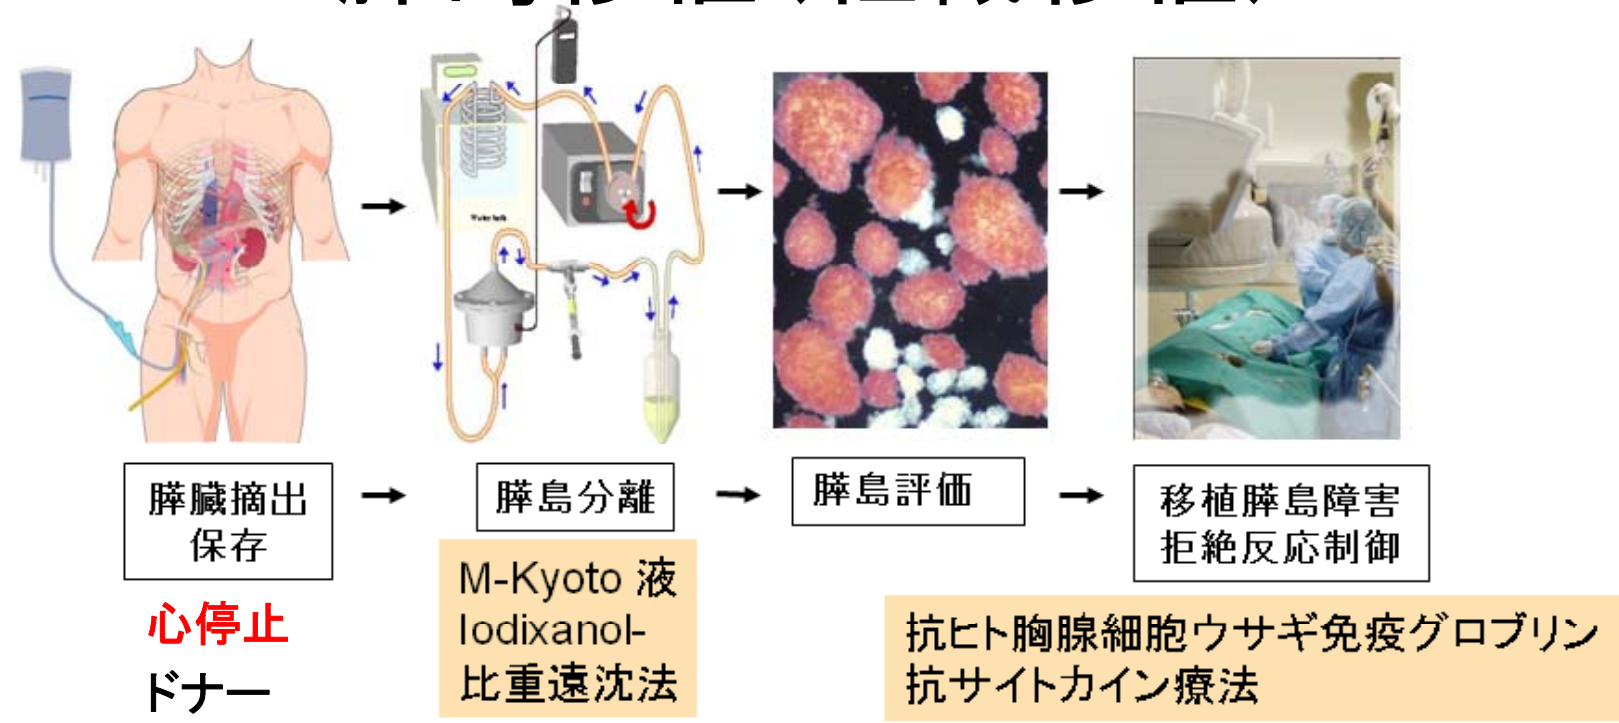 Water bath
膵臓摘出
保存
膵島分離
膵島評価
移植膵島障害
拒絶反応制御
心停止
ドナー
M-Kyoto 液
Iodixanol-
比重遠沈法
抗ヒト胸腺細胞ウサギ免疫グロブリン
抗サイトカイン療法